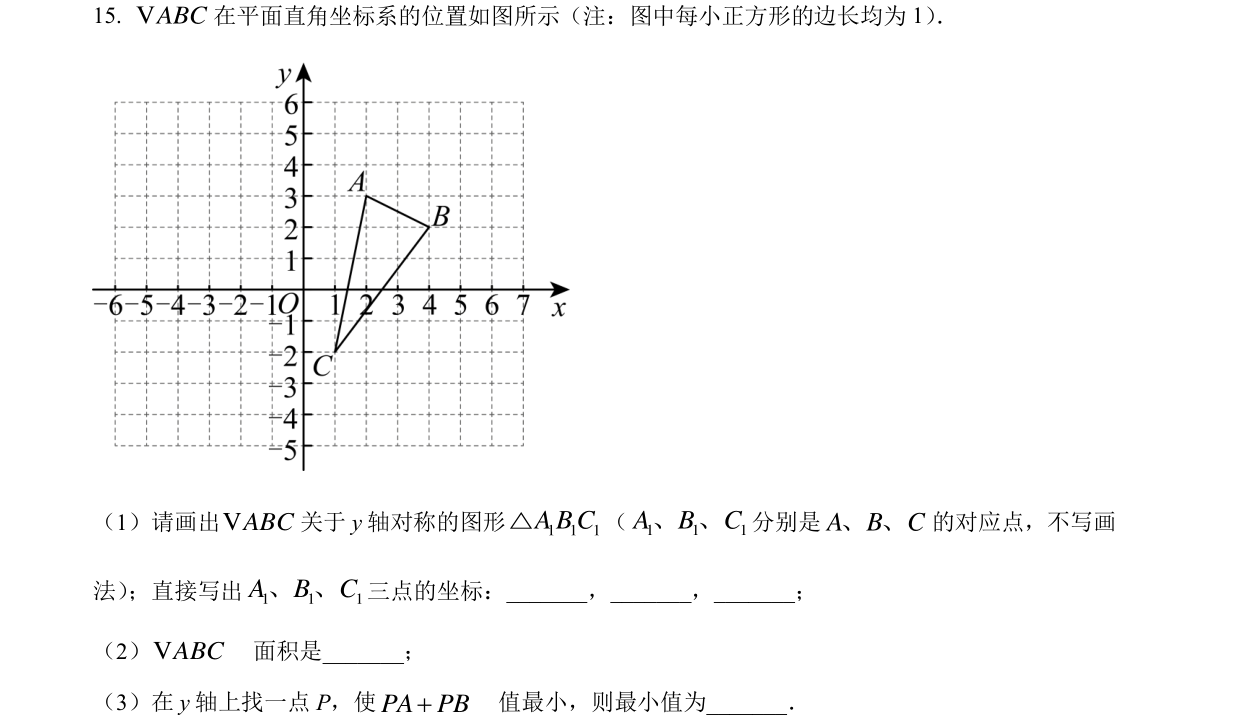 15. VABC 在平面直角坐标系的位置如图所示（注：图中每小正方形的边长均为 1）.
y
6
5
4
A
3
B
2
1
−6−5−4−3−2−1O 1 2 3 4 5 6 7 x
−1
−2
C
−3
−4
−5
（1）请画出VABC 关于 y 轴对称的图形△A₁B₁C₁（ A₁、B₁、C₁ 分别是 A、B、C 的对应点，不写画
法）；直接写出 A₁、B₁、C₁ 三点的坐标：_______，_______，_______；
（2）VABC 面积是_______；
（3）在 y 轴上找一点 P，使 PA+PB 值最小，则最小值为_______.